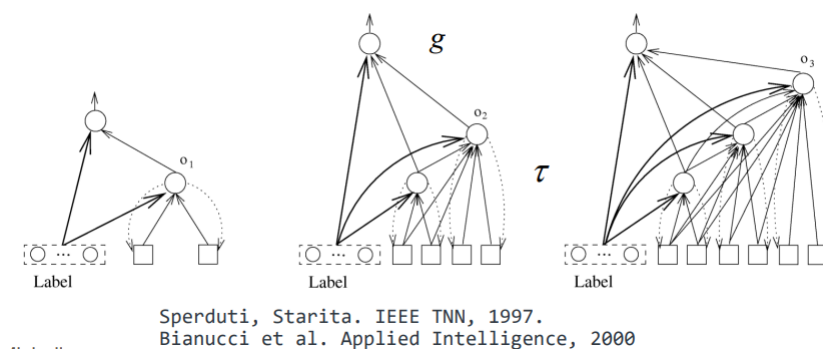 g
o₃
o₂
o₁
τ
... ... ...
Label Label Label
Sperduti, Starita. IEEE TNN, 1997.
Bianucci et al. Applied Intelligence, 2000